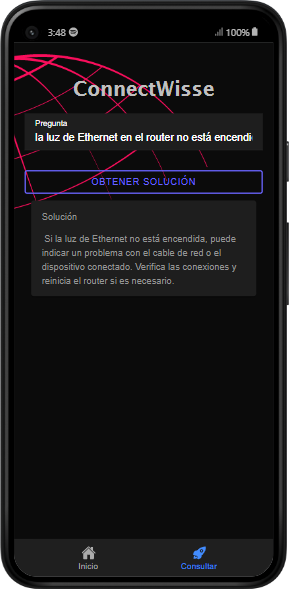 3:48
100%
ConnectWisse
Pregunta
la luz de Ethernet en el router no está encendi
OBTENER SOLUCIÓN
Solución
Si la luz de Ethernet no está encendida, puede
indicar un problema con el cable de red o el
dispositivo conectado. Verifica las conexiones y
reinicia el router si es necesario.
Inicio
Consultar